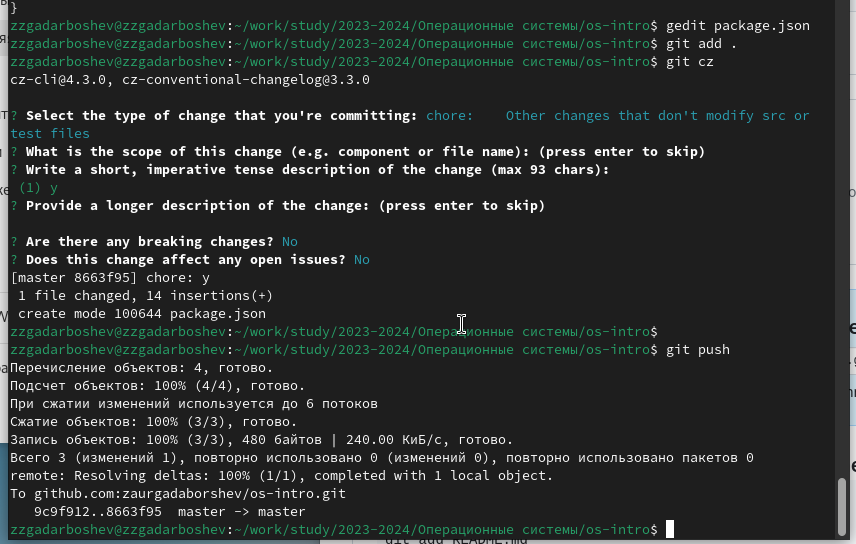 }
zzgadarboshev@zzgadarboshev:~/work/study/2023-2024/Операционные системы/os-intro$ gedit package.json
zzgadarboshev@zzgadarboshev:~/work/study/2023-2024/Операционные системы/os-intro$ git add .
zzgadarboshev@zzgadarboshev:~/work/study/2023-2024/Операционные системы/os-intro$ git cz
cz-cli@4.3.0, cz-conventional-changelog@3.3.0
? Select the type of change that you're committing: chore:    Other changes that don't modify src or
test files
? What is the scope of this change (e.g. component or file name): (press enter to skip)
? Write a short, imperative tense description of the change (max 93 chars):
(1) y
? Provide a longer description of the change: (press enter to skip)
? Are there any breaking changes? No
? Does this change affect any open issues? No
[master 8663f95] chore: y
1 file changed, 14 insertions(+)
create mode 100644 package.json
zzgadarboshev@zzgadarboshev:~/work/study/2023-2024/Операционные системы/os-intro$
zzgadarboshev@zzgadarboshev:~/work/study/2023-2024/Операционные системы/os-intro$ git push
Перечисление объектов: 4, готово.
Подсчет объектов: 100% (4/4), готово.
При сжатии изменений используется до 6 потоков
Сжатие объектов: 100% (3/3), готово.
Запись объектов: 100% (3/3), 480 байтов | 240.00 КиБ/с, готово.
Всего 3 (изменений 1), повторно использовано 0 (изменений 0), повторно использовано пакетов 0
remote: Resolving deltas: 100% (1/1), completed with 1 local object.
To github.com:zaurgadaborshev/os-intro.git
9c9f912..8663f95  master -> master
zzgadarboshev@zzgadarboshev:~/work/study/2023-2024/Операционные системы/os-intro$